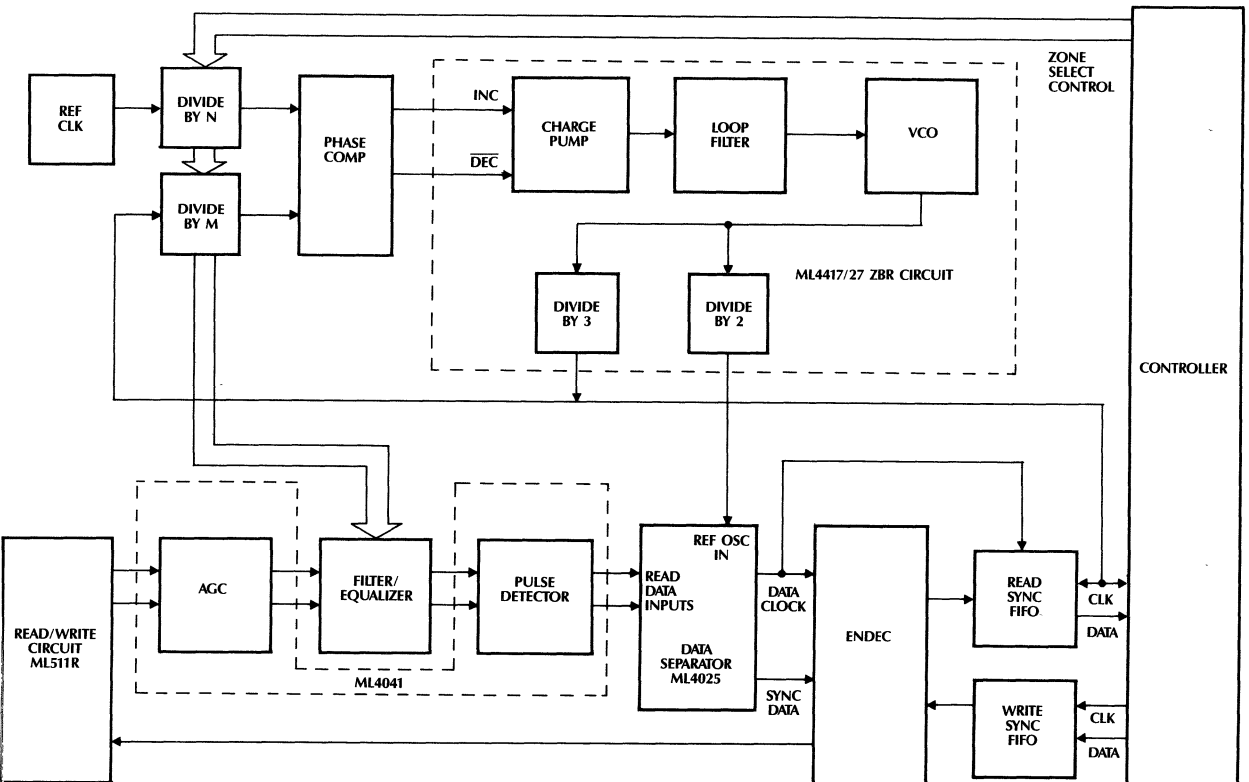 ZONE
SELECT
CONTROL
REF
CLK
DIVIDE
BY N
PHASE
COMP
INC
DEC
CHARGE
PUMP
LOOP
FILTER
VCO
DIVIDE
BY M
DIVIDE
BY 3
DIVIDE
BY 2
ML4417/27 ZBR CIRCUIT
CONTROLLER
READ/WRITE
CIRCUIT
ML511R
AGC
FILTER/
EQUALIZER
PULSE
DETECTOR
ML4041
REF OSC
IN
READ
DATA
INPUTS
DATA
SEPARATOR
ML4025
DATA
CLOCK
SYNC
DATA
ENDEC
READ
SYNC
FIFO
CLK
DATA
WRITE
SYNC
FIFO
CLK
DATA